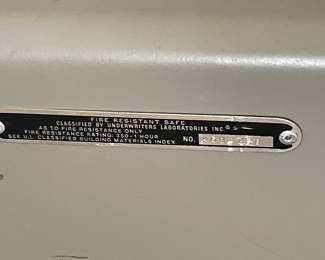 FIRE RESISTANT SAFE
CLASSIFIED BY UNDERWRITERS LABORATORIES INC.®
AS TO FIRE RESISTANCE ONLY
FIRE RESISTANCE RATING: 350-1 HOUR
SEE U.L. CLASSIFIED BUILDING MATERIALS INDEX. NO.